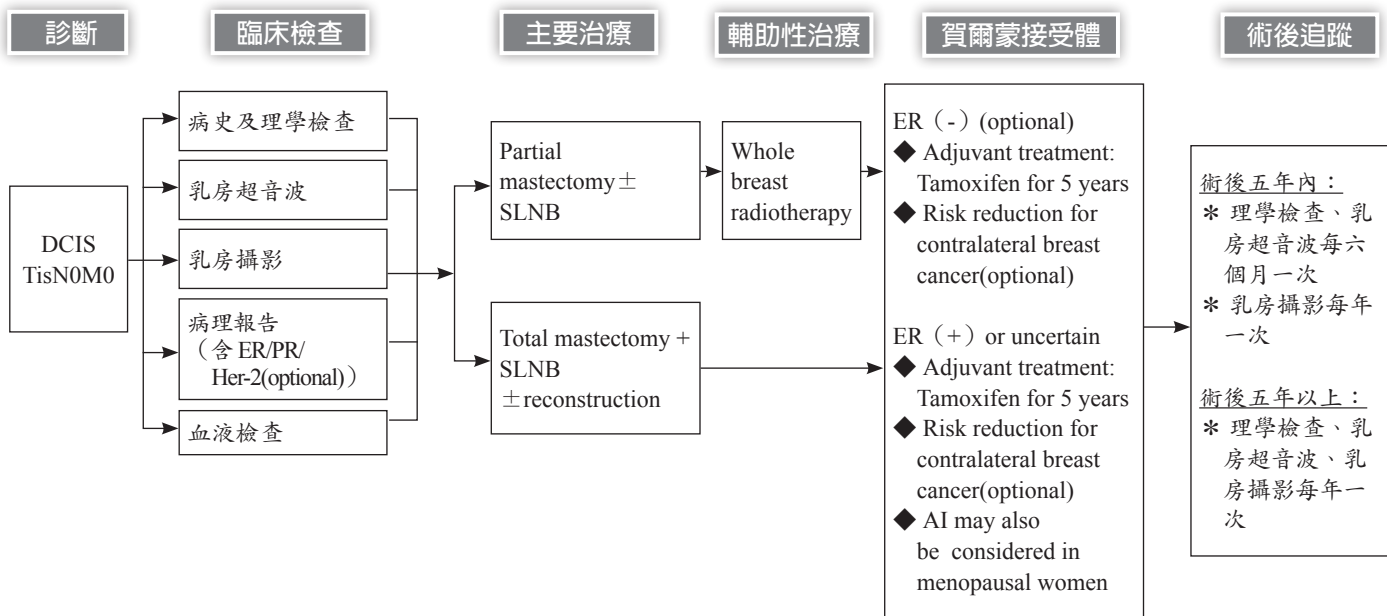 診斷
臨床檢查
主要治療
輔助性治療
賀爾蒙接受體
術後追蹤
DCIS
TisN0M0
病史及理學檢查
乳房超音波
乳房攝影
病理報告
（含 ER/PR/
Her-2(optional)）
血液檢查
Partial
mastectomy±
SLNB
Total mastectomy +
SLNB
±reconstruction
Whole
breast
radiotherapy
ER（-）(optional)
◆ Adjuvant treatment:
Tamoxifen for 5 years
◆ Risk reduction for
contralateral breast
cancer(optional)
ER（+）or uncertain
◆ Adjuvant treatment:
Tamoxifen for 5 years
◆ Risk reduction for
contralateral breast
cancer(optional)
◆ AI may also
be considered in
menopausal women
術後五年內：
＊ 理學檢查、乳
房超音波每六
個月一次
＊ 乳房攝影每年
一次
術後五年以上：
＊ 理學檢查、乳
房超音波、乳
房攝影每年一
次